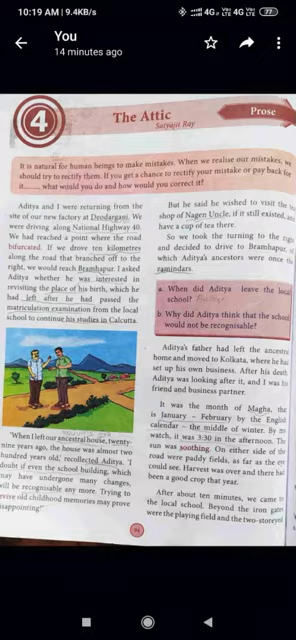 10:19 AM | 9.4KB/s
4G 4G 77
You
14 minutes ago
4
The Attic
Satyajit Ray
Prose
It is natural for human beings to make mistakes. When we realise our mistakes, we
should try to rectify them. If you get a chance to rectify your mistake or pay back for
it...... what would you do and how would you correct it?
Aditya and I were returning from the
site of our new factory at Deodarganj. We
were driving along National Highway 40.
We had reached a point where the road
bifurcated. If we drove ten kilometres
along the road that branched off to the
right, we would reach Bramhapur. I asked
Aditya whether he was interested in
revisiting the place of his birth, which he
had left after he had passed the
matriculation examination from the local
school to continue his studies in Calcutta.
'When I left our ancestral house, twenty-
nine years ago, the house was almost two
hundred years old,' recollected Aditya. 'I
doubt if even the school building, which
may have undergone many changes,
will be recognisable any more. Trying to
revive old childhood memories may prove
disappointing!'
But he said he wished to visit the
shop of Nagen Uncle, if it still existed, and
have a cup of tea there.
So we took the turning to the right
and decided to drive to Bramhapur, of
which Aditya's ancestors were once the
zamindars.
a. When did Aditya leave the local
school?
b. Why did Aditya think that the school
would not be recognisable?
Aditya's father had left the ancestral
home and moved to Kolkata, where he had
set up his own business. After his death
Aditya was looking after it, and I was his
friend and business partner.
It was the month of Magha, that
is January - February by the English
calendar - the middle of winter. By my
watch, it was 3:30 in the afternoon. The
sun was soothing. On either side of the
road were paddy fields, as far as the eye
could see. Harvest was over and there had
been a good crop that year.
After about ten minutes, we came to
the local school. Beyond the iron gates
were the playing field and the two-storeyed